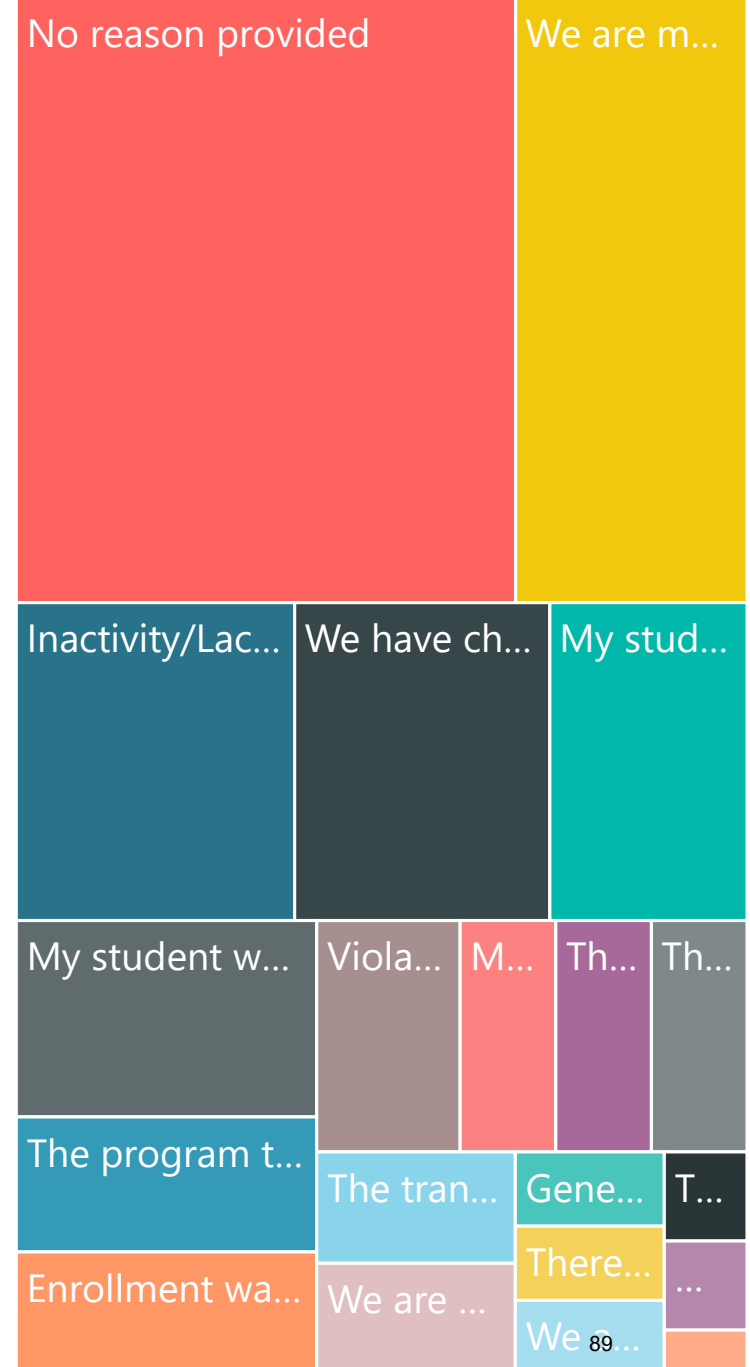 No reason provided
We are m...
Inactivity/Lac...
We have ch...
My stud...
My student w...
Viola...
M...
Th...
Th...
The program t...
The tran...
Gene...
T...
There...
...
Enrollment wa...
We are ...
We a...
89